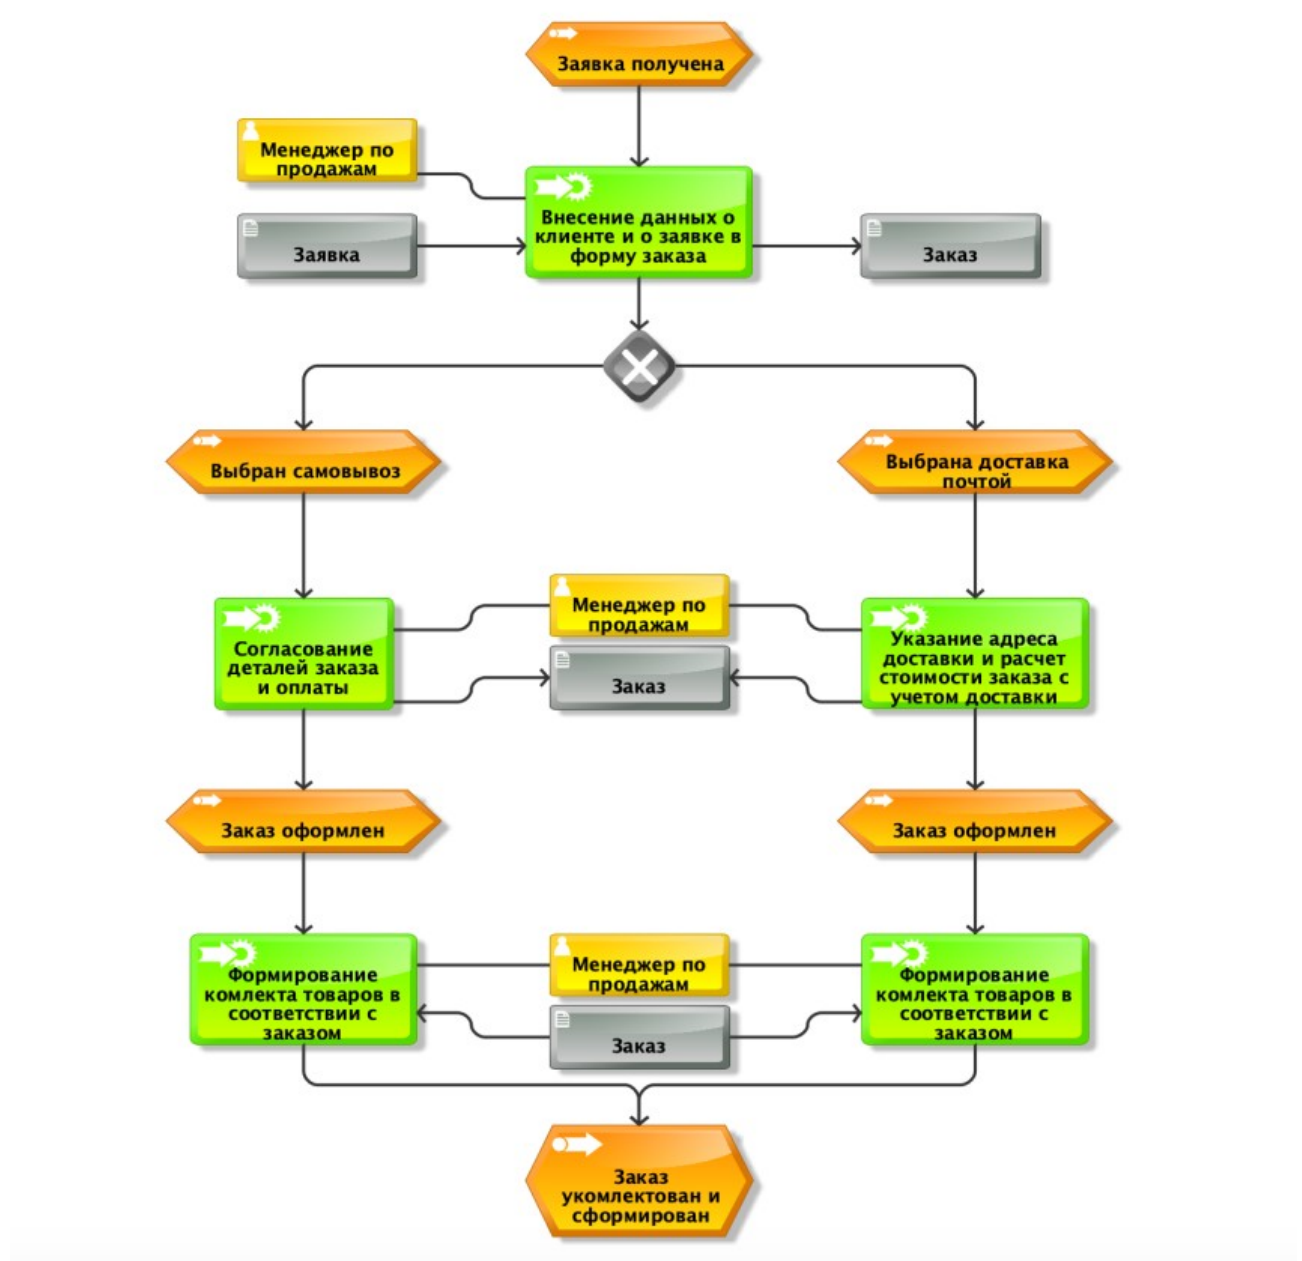 Заявка получена
Менеджер по
продажам
Внесение данных о
клиенте и о заявке в
форму заказа
Заявка
Заказ
Выбран самовывоз
Выбрана доставка
почтой
Согласование
деталей заказа
и оплаты
Менеджер по
продажам
Заказ
Указание адреса
доставки и расчет
стоимости заказа с
учетом доставки
Заказ оформлен
Заказ оформлен
Формирование
комлекта товаров в
соответствии с
заказом
Менеджер по
продажам
Заказ
Формирование
комлекта товаров в
соответствии с
заказом
Заказ
укомлектован и
сформирован